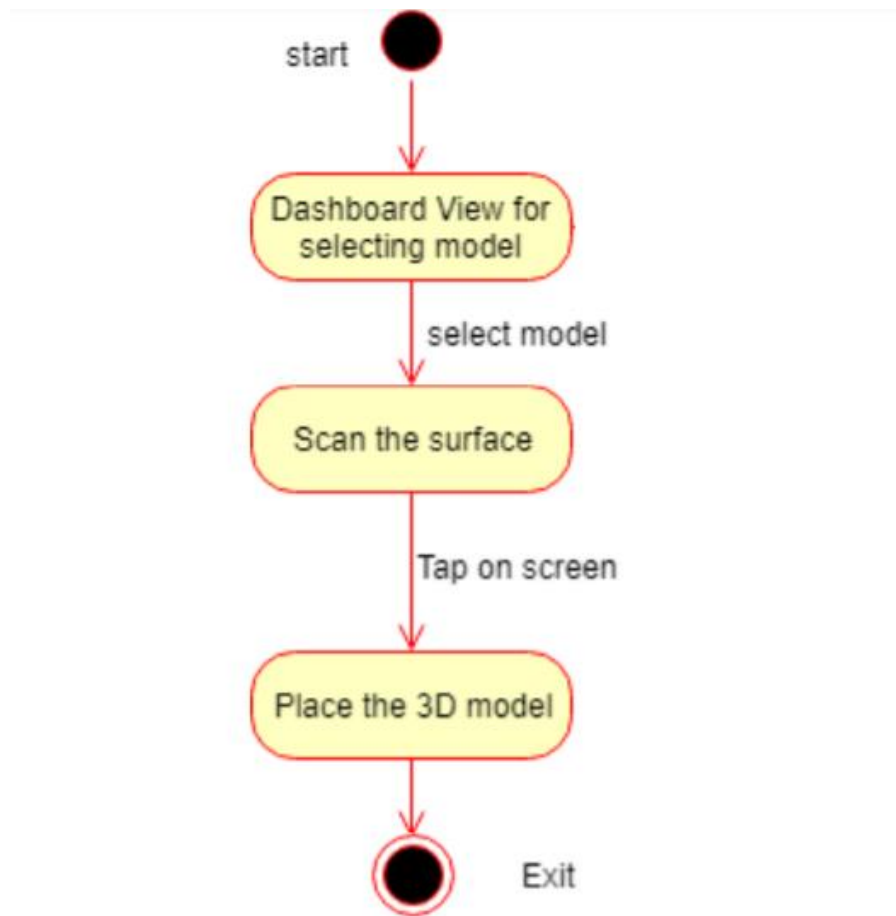 start
Dashboard View for
selecting model
select model
Scan the surface
Tap on screen
Place the 3D model
Exit